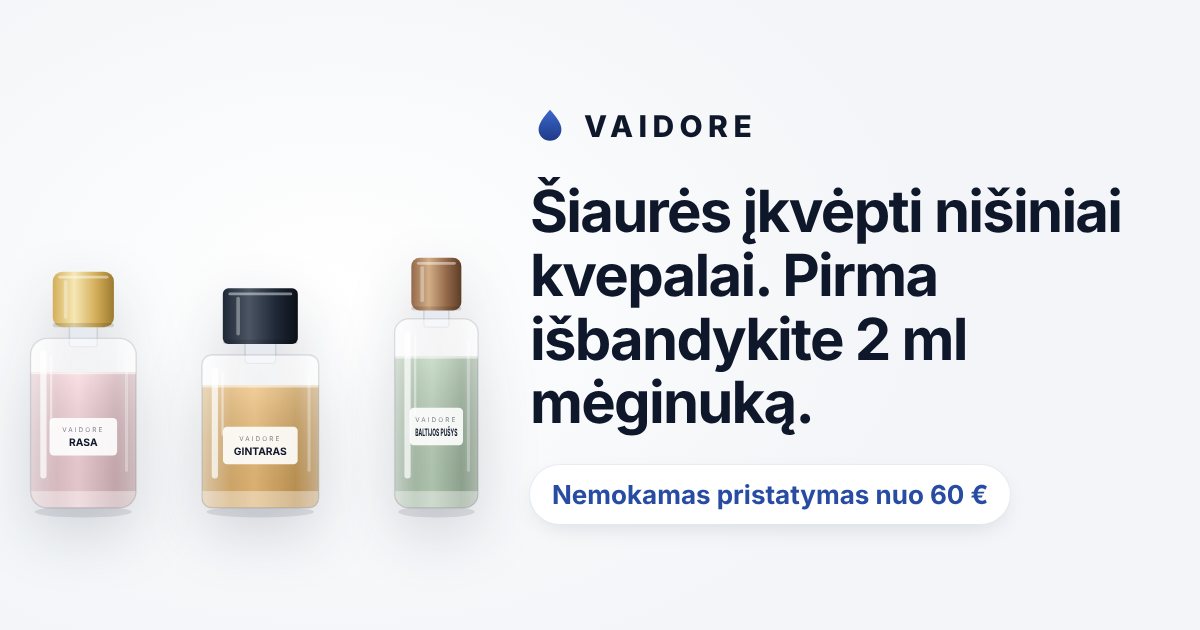 VAIDORE
Šiaurės įkvėpti nišiniai
kvepalai. Pirma
išbandykite 2 ml
mėginuką.
Nemokamas pristatymas nuo 60 €
VAIDORE
RASA
VAIDORE
GINTARAS
VAIDORE
BALTIJOS PUŠYS